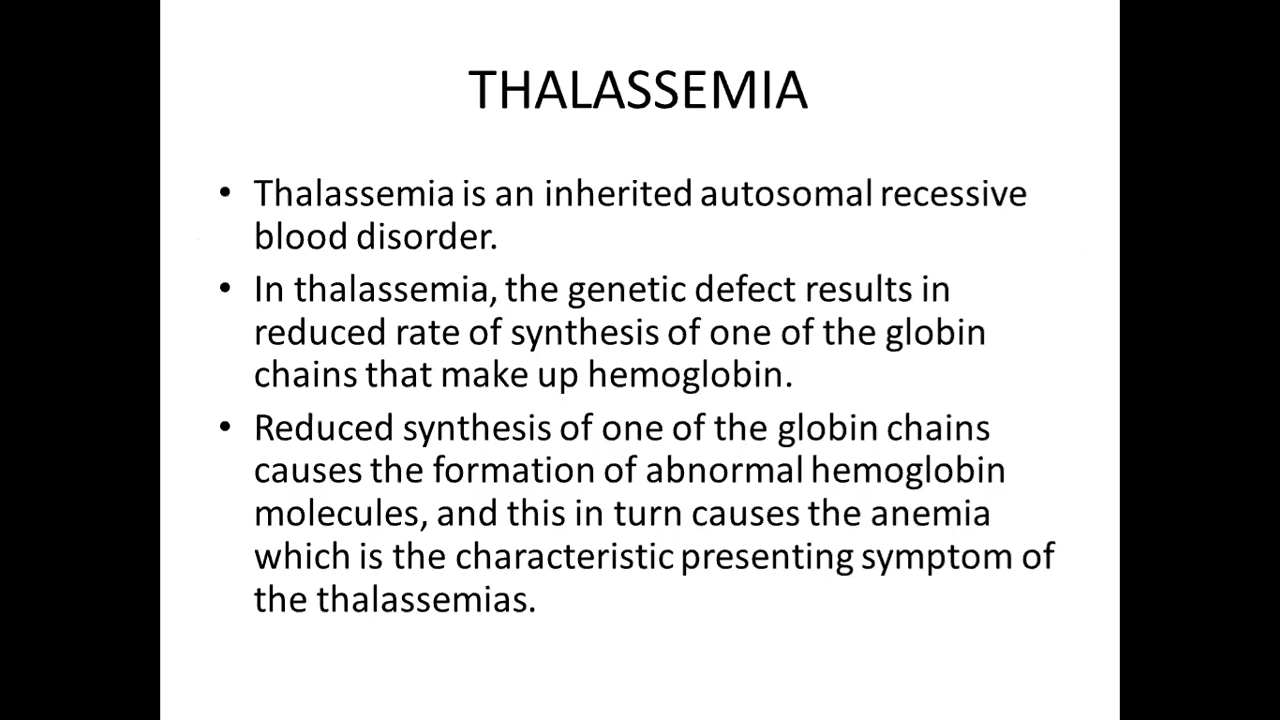 THALASSEMIA
• Thalassemia is an inherited autosomal recessive
blood disorder.
• In thalassemia, the genetic defect results in
reduced rate of synthesis of one of the globin
chains that make up hemoglobin.
• Reduced synthesis of one of the globin chains
causes the formation of abnormal hemoglobin
molecules, and this in turn causes the anemia
which is the characteristic presenting symptom of
the thalassemias.